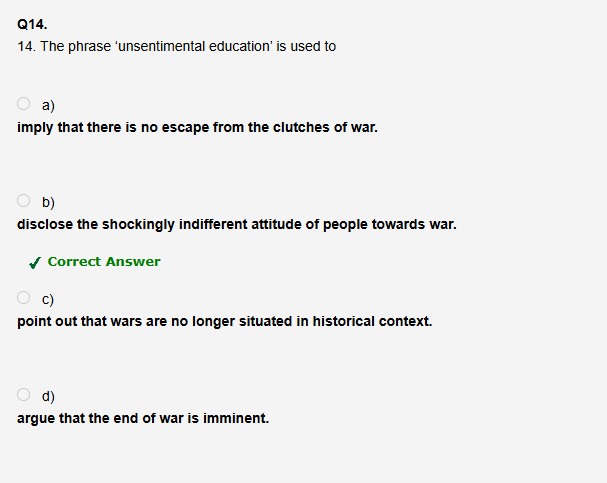 Q14.
14. The phrase ‘unsentimental education’ is used to
a)
imply that there is no escape from the clutches of war.
b)
disclose the shockingly indifferent attitude of people towards war.
✓ Correct Answer
c)
point out that wars are no longer situated in historical context.
d)
argue that the end of war is imminent.